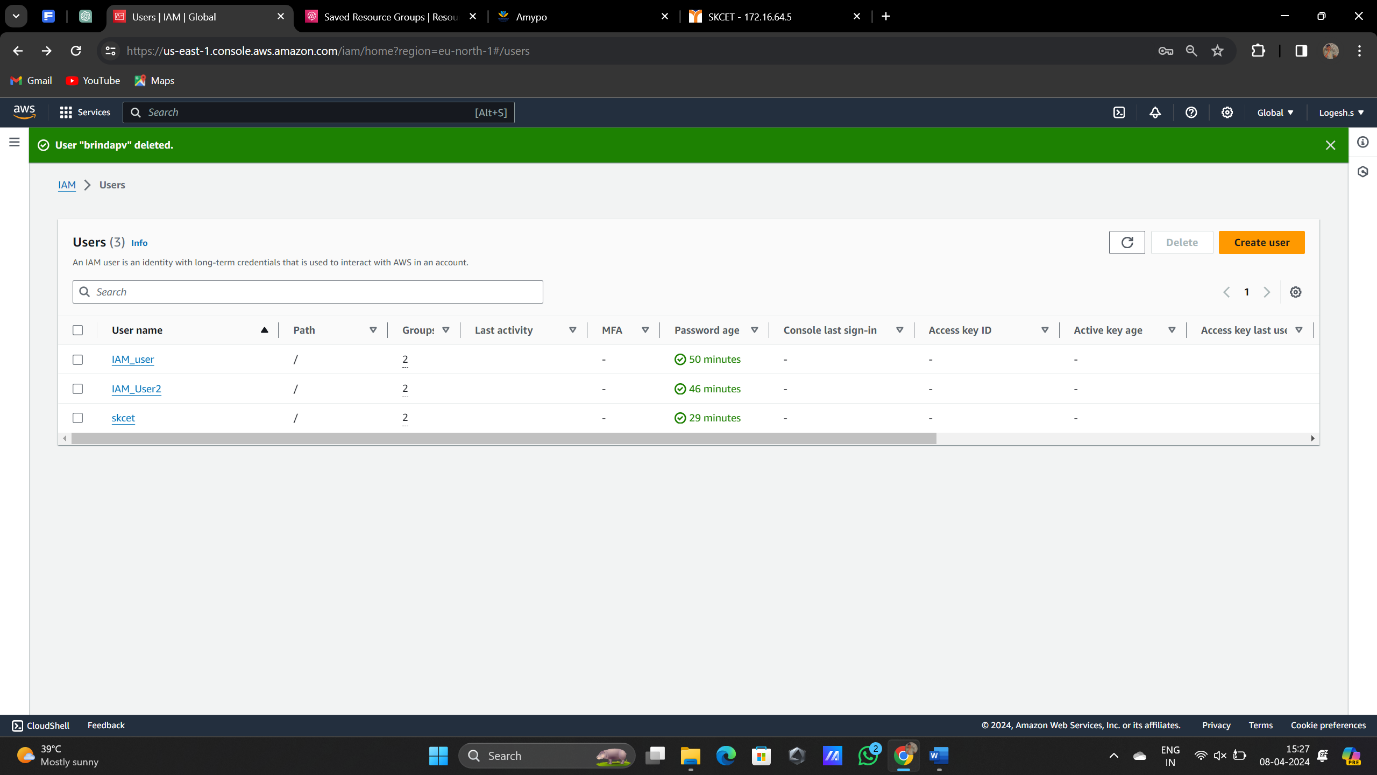 Users | IAM | Global
Saved Resource Groups | Resou
Amypo
SKCET - 172.16.64.5
https://us-east-1.console.aws.amazon.com/iam/home?region=eu-north-1#/users
Gmail YouTube Maps
aws Services Search [Alt+S] Global Logesh.s
User "brindapv" deleted.
IAM Users
Users (3) Info
Delete Create user
An IAM user is an identity with long-term credentials that is used to interact with AWS in an account.
Search
1
User name Path Groups Last activity MFA Password age Console last sign-in Access key ID Active key age Access key last use
IAM_user / 2 - 50 minutes - - -
IAM_User2 / 2 - 46 minutes - - -
skcet / 2 - 29 minutes - - -
CloudShell Feedback © 2024, Amazon Web Services, Inc. or its affiliates. Privacy Terms Cookie preferences
39°C
Mostly sunny
Search
2
ENG
IN
15:27
08-04-2024